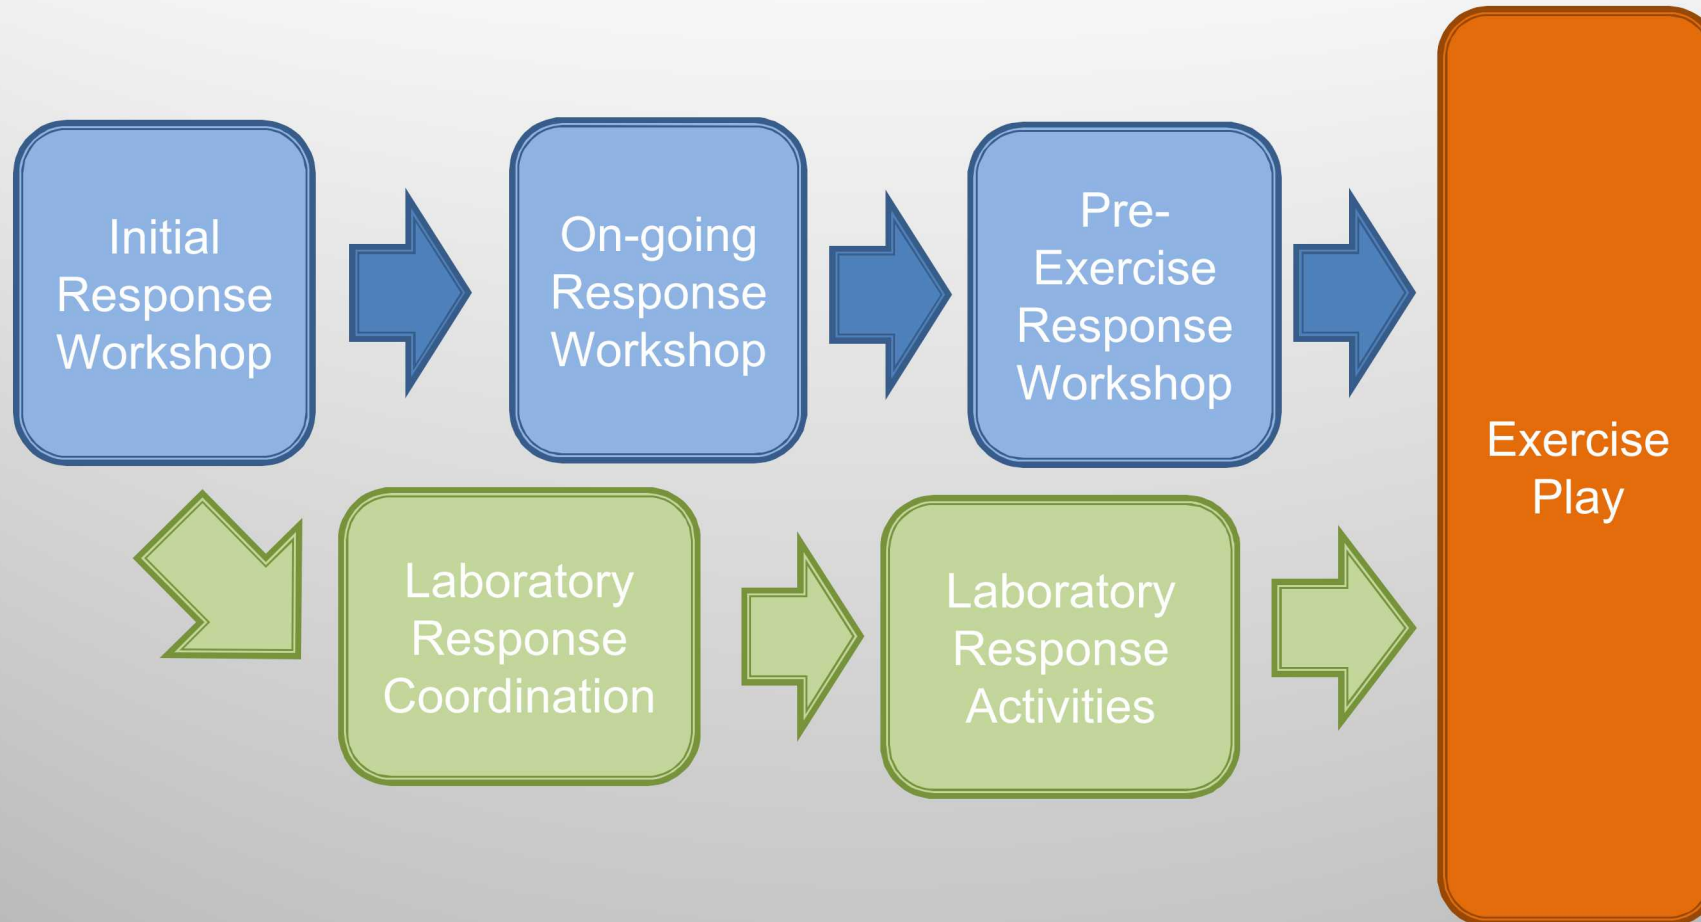 Initial
Response
Workshop
On-going
Response
Workshop
Pre-
Exercise
Response
Workshop
Laboratory
Response
Coordination
Laboratory
Response
Activities
Exercise
Play